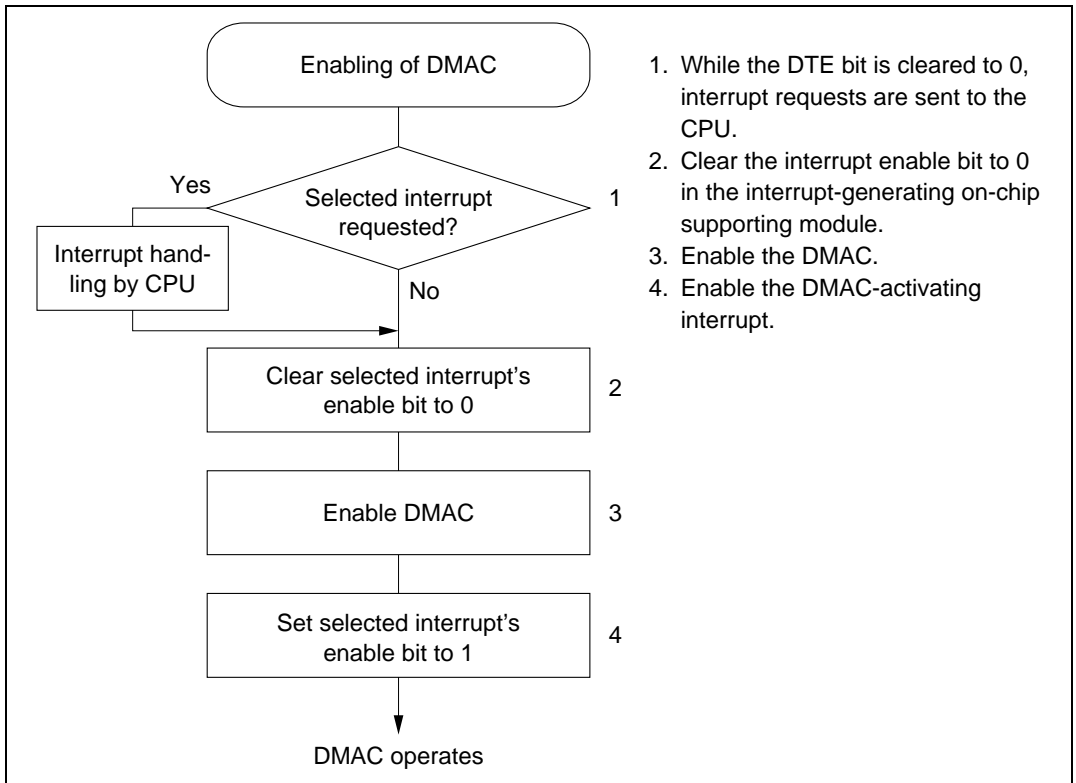 Enabling of DMAC
Yes
Selected interrupt
requested?
1
Interrupt hand-
ling by CPU
No
Clear selected interrupt's
enable bit to 0
2
Enable DMAC
3
Set selected interrupt's
enable bit to 1
4
DMAC operates
1. While the DTE bit is cleared to 0,
interrupt requests are sent to the
CPU.
2. Clear the interrupt enable bit to 0
in the interrupt-generating on-chip
supporting module.
3. Enable the DMAC.
4. Enable the DMAC-activating
interrupt.